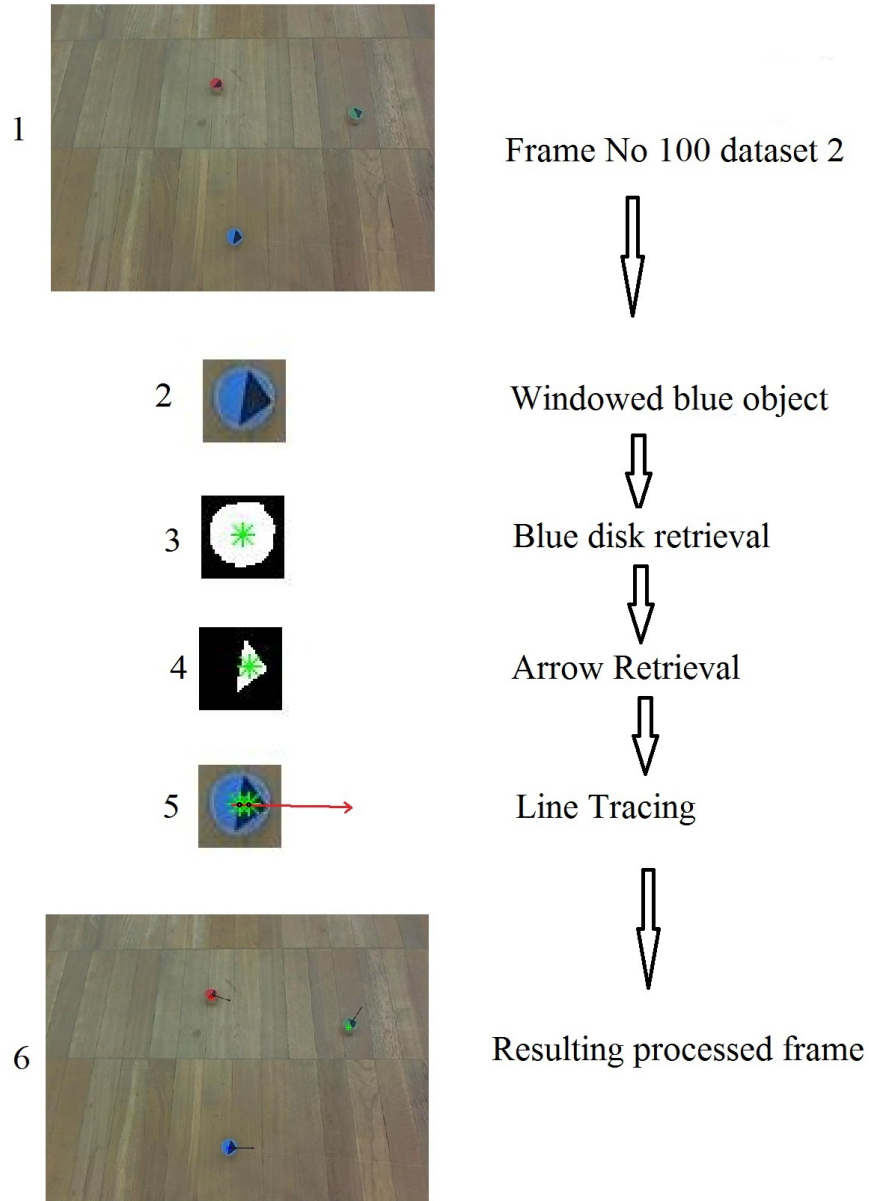 1
Frame No 100 dataset 2
2
Windowed blue object
3
Blue disk retrieval
4
Arrow Retrieval
5
Line Tracing
6
Resulting processed frame